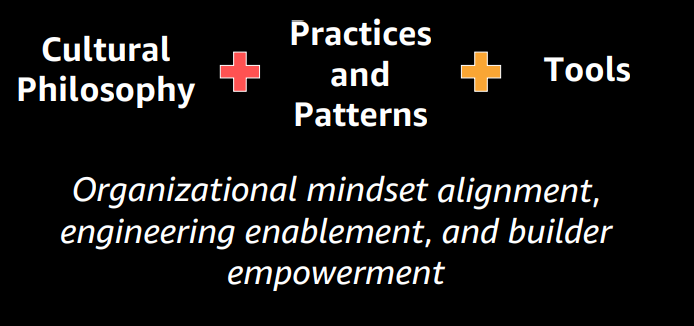 Cultural
Philosophy
Practices
and
Patterns
Tools
Organizational mindset alignment,
engineering enablement, and builder
empowerment